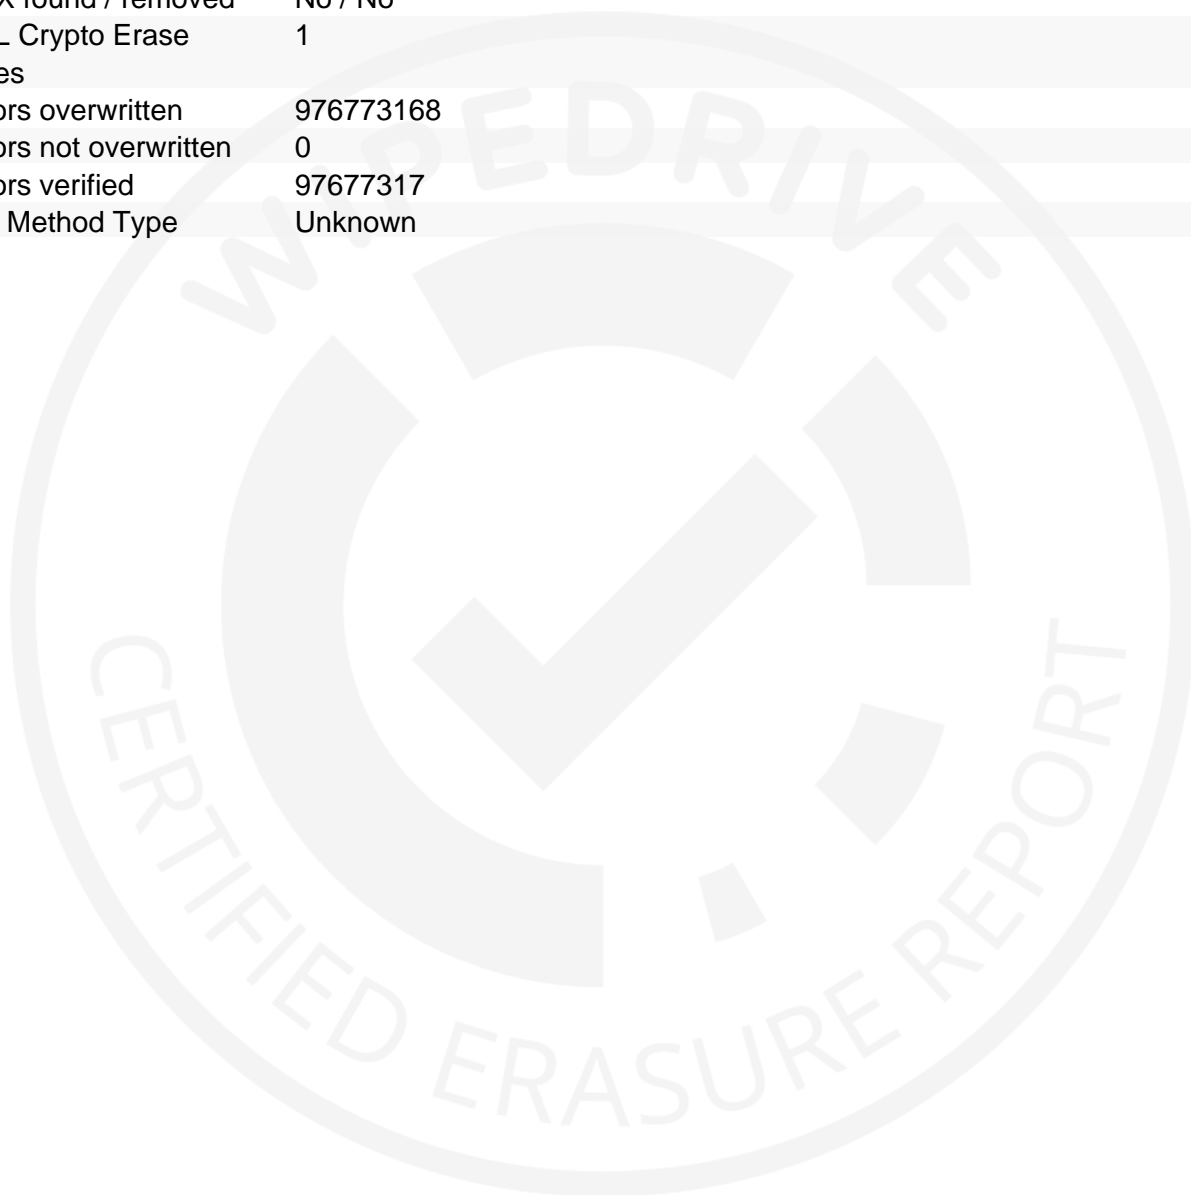 X found / removed No / No
L Crypto Erase 1
es
ors overwritten 976773168
ors not overwritten 0
ors verified 97677317
Method Type Unknown
WIPEDRIVE
CERTIFIED ERASURE REPORT